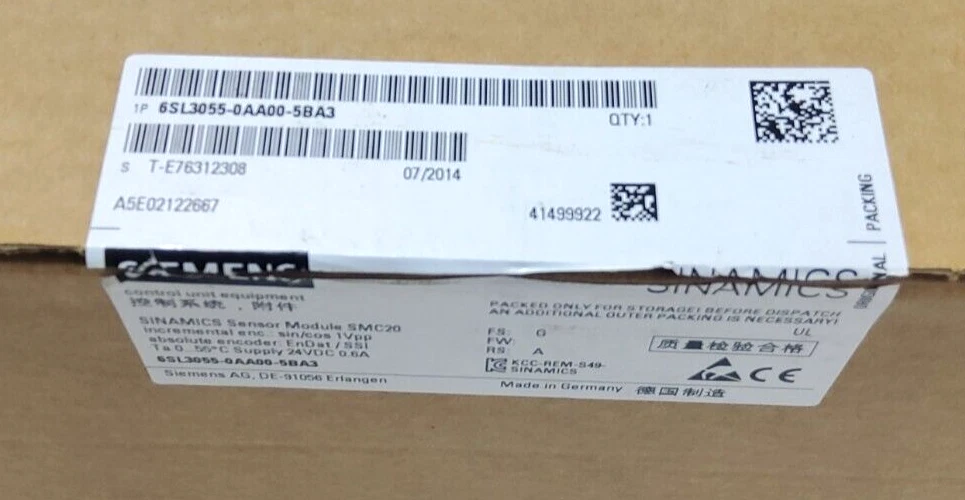 1P 6SL3055-0AA00-5BA3
QTY:1
S T-E76312308
07/2014
A5E02122667
41499922
PACKING
SIEMENS
SINAMICS
control unit equipment
控制系统,附件
SINAMICS Sensor Module SMC20
incremental enc.: sin/cos 1Vpp
absolute encoder: EnDat / SSI
Ta 0..55°C Supply 24VDC 0.6A
6SL3055-0AA00-5BA3
Siemens AG, DE-91056 Erlangen
PACKED ONLY FOR STORAGE! BEFORE DISPATCH
AN ADDITIONAL OUTER PACKING IS NECESSARY!
UL
FS: G
FW:
RS: A
质量检验合格
KCC-REM-S49-
SINAMICS
CE
Made in Germany 德国制造